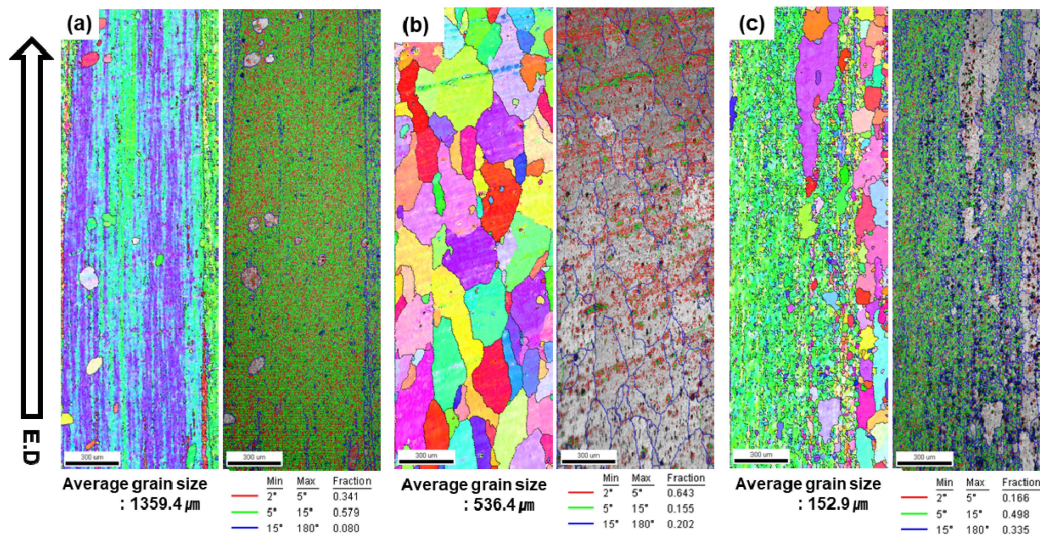 (a)
(b)
(c)
E.D
300 um
300 um
300 um
300 um
300 um
300 um
Average grain size
: 1359.4 ㎛
Min Max Fraction
2° 5° 0.341
5° 15° 0.579
15° 180° 0.080
Average grain size
: 536.4 ㎛
Min Max Fraction
2° 5° 0.643
5° 15° 0.155
15° 180° 0.202
Average grain size
: 152.9 ㎛
Min Max Fraction
2° 5° 0.166
5° 15° 0.498
15° 180° 0.335